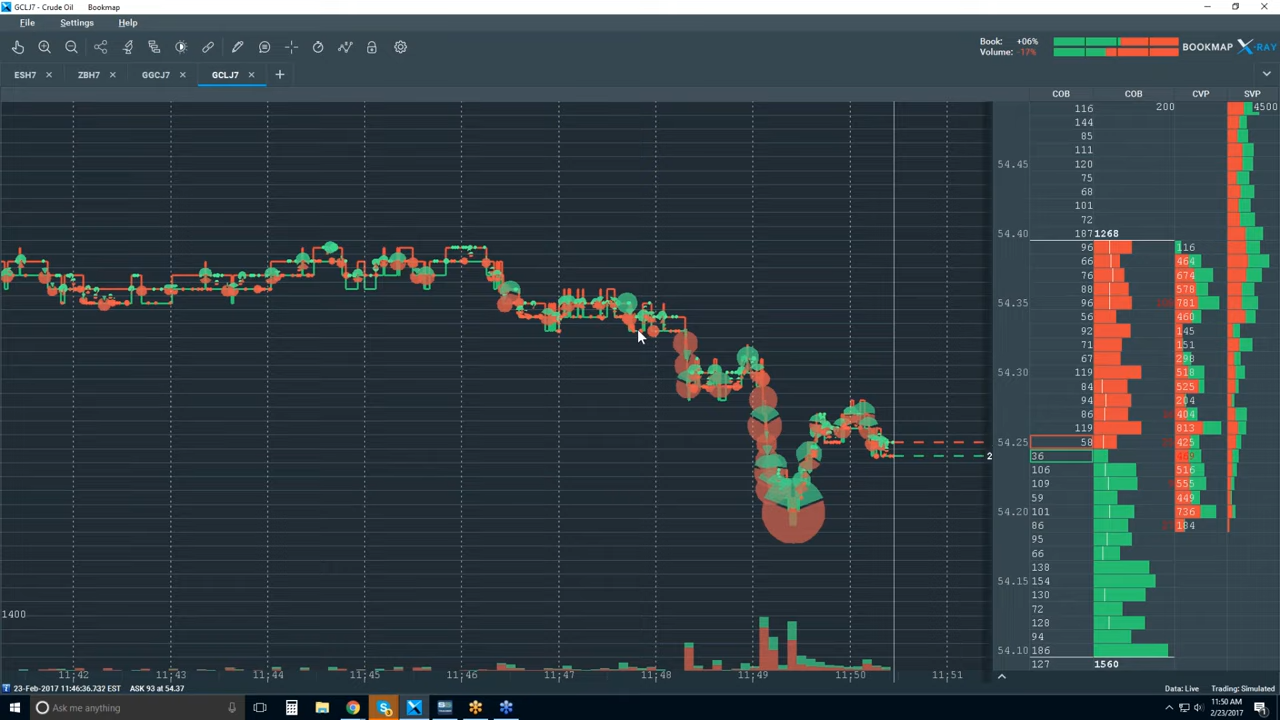 GCLJ7 - Crude Oil Bookmap
File Settings Help
Book: +06%
Volume: -17%
BOOKMAP X-RAY
ESH7 ZBH7 GGCJ7 GCLJ7
COB COB CVP SVP
116 200 4500
144
85
111
54.45 120
75
68
101
72
54.40 187 1268
96 116
66 464
76 674
88 578
54.35 96 781
56 460
92 145
71 151
67 298
54.30 119 518
84 525
94 204
86 404
119 813
54.25 58 425
2 36 469
106 516
109 555
59 449
54.20 101 736
86 184
95
66
138
54.15 154
130
1400 72
128
94
54.10 186
127 1560
11:42 11:43 11:44 11:45 11:46 11:47 11:48 11:49 11:50 11:51
23-Feb-2017 11:46:36.732 EST ASK 93 at 54.37 Data: Live Trading: Simulated
Ask me anything
11:50 AM
2/23/2017